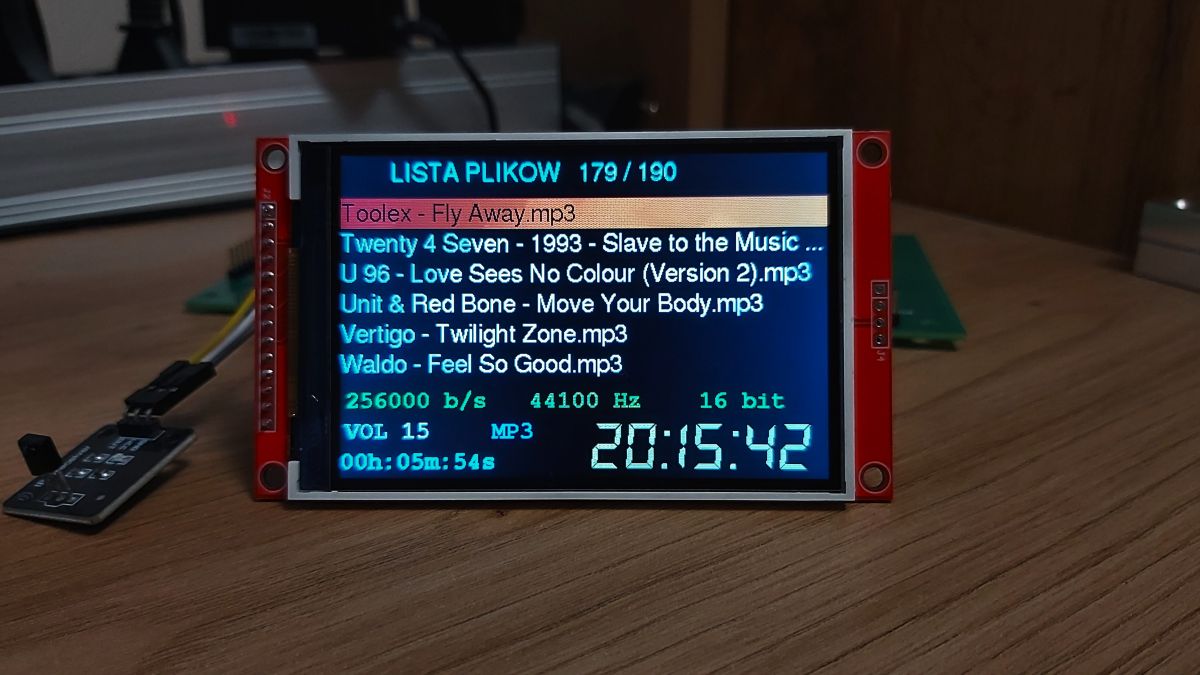 LISTA PLIKOW 179 / 190
Toolex - Fly Away.mp3
Twenty 4 Seven - 1993 - Slave to the Music ...
U 96 - Love Sees No Colour (Version 2).mp3
Unit & Red Bone - Move Your Body.mp3
Vertigo - Twilight Zone.mp3
Waldo - Feel So Good.mp3
256000 b/s 44100 Hz 16 bit
VOL 15 MP3 20:15:42
00h:05m:54s
J4